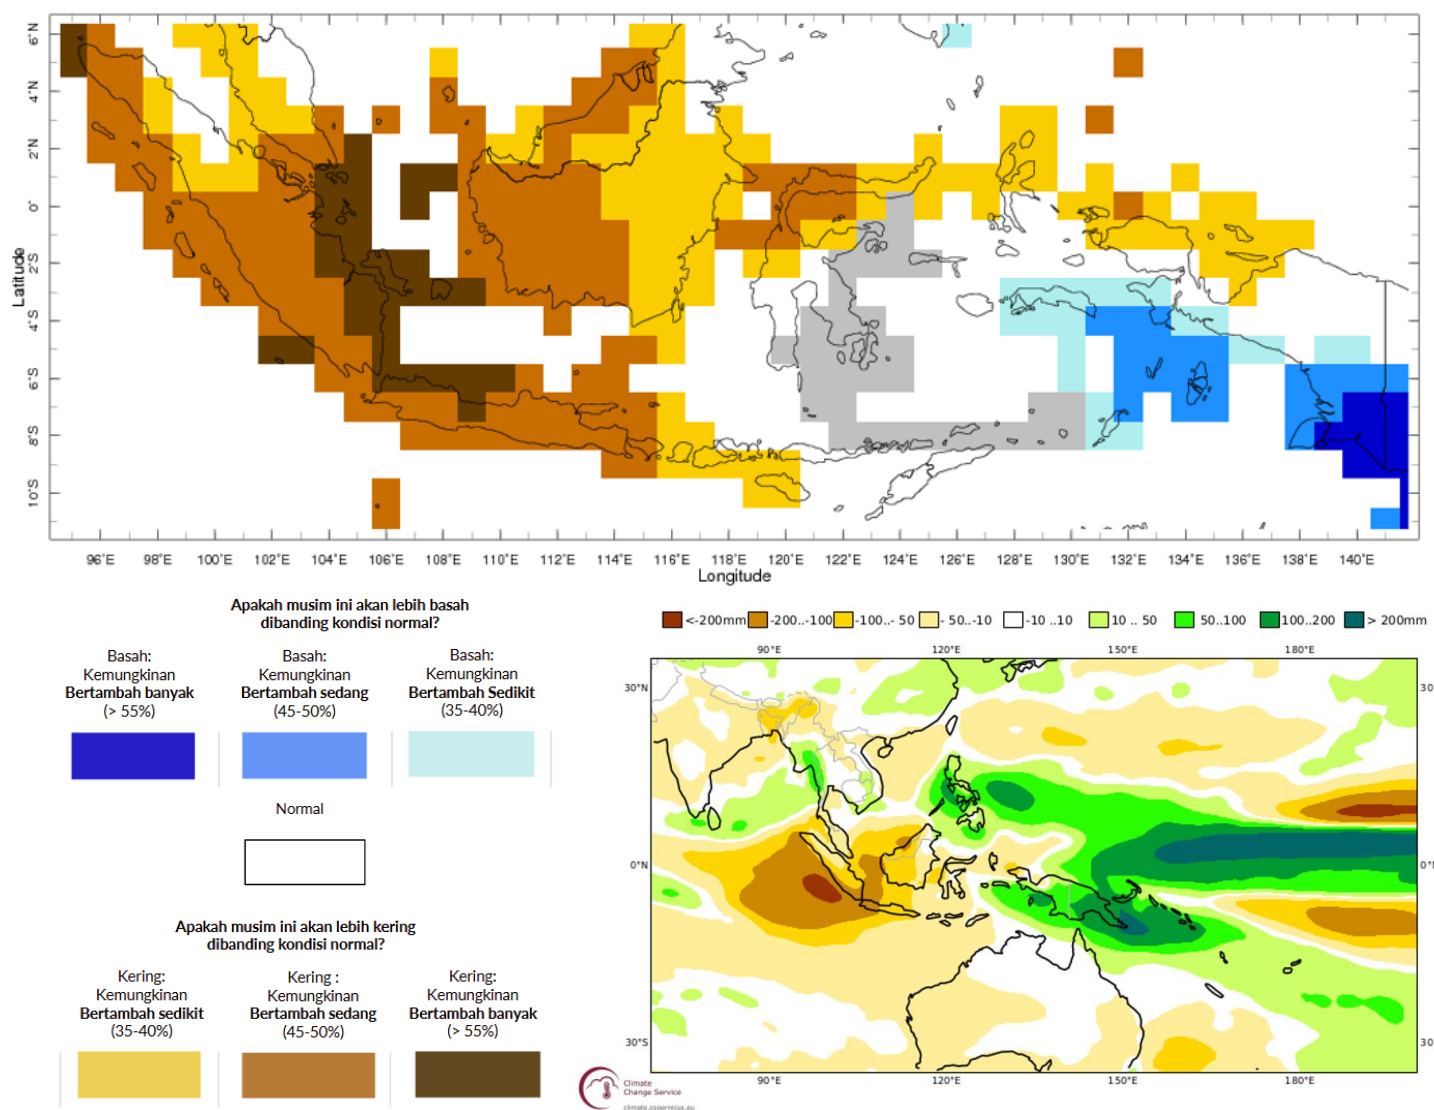 6°N
4°N
2°N
0°
2°S
4°S
6°S
8°S
10°S
Latitude
96°E 98°E 100°E 102°E 104°E 106°E 108°E 110°E 112°E 114°E 116°E 118°E 120°E 122°E 124°E 126°E 128°E 130°E 132°E 134°E 136°E 138°E 140°E
Longitude
Apakah musim ini akan lebih basah
dibanding kondisi normal?
Basah:
Kemungkinan
Bertambah banyak
(> 55%)
Basah:
Kemungkinan
Bertambah sedang
(45-50%)
Basah:
Kemungkinan
Bertambah Sedikit
(35-40%)
Normal
Apakah musim ini akan lebih kering
dibanding kondisi normal?
Kering:
Kemungkinan
Bertambah sedikit
(35-40%)
Kering :
Kemungkinan
Bertambah sedang
(45-50%)
Kering:
Kemungkinan
Bertambah banyak
(> 55%)
<-200mm -200..-100 -100..- 50 - 50..-10 -10 ..10 10 .. 50 50..100 100..200 > 200mm
90°E 120°E 150°E 180°E
30°N 30
0°N 0°N
30°S 30
90°E 120°E 150°E 180°E
Climate
Change Service
climate.copernicus.eu